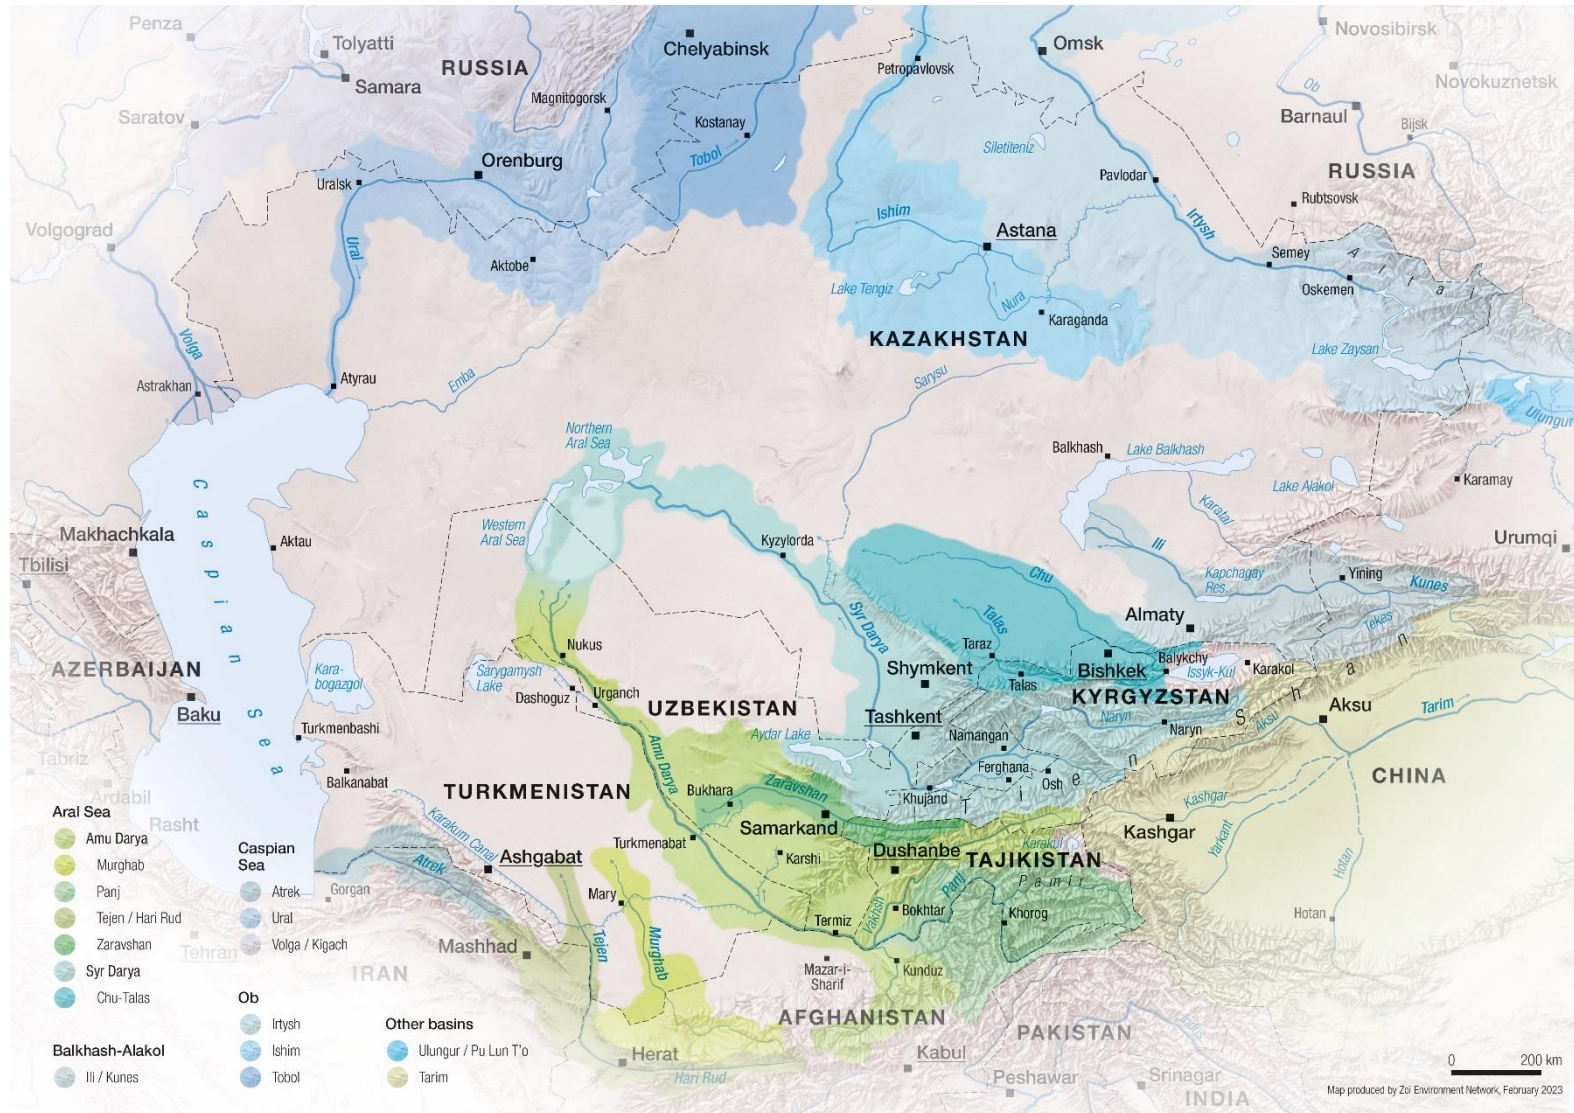 Penza
Tolyatti
Samara
RUSSIA
Chelyabinsk
Petropavlovsk
Omsk
Novosibirsk
Novokuznetsk
Saratov
Magnitogorsk
Kostanay
Tobol
Ob
Barnaul
Bijsk
Siletiteniz
RUSSIA
Orenburg
Uralsk
Pavlodar
Rubtsovsk
Volgograd
Ural
Aktobe
Ishim
Astana
Irtysh
Semey
Oskemen
Altai
Lake Tengiz
Nura
Karaganda
KAZAKHSTAN
Lake Zaysan
Volga
Astrakhan
Atyrau
Emba
Sarysu
Ulungur
Northern
Aral Sea
Balkhash
Lake Balkhash
Lake Alakol
Karamay
Karatal
Caspian Sea
Western
Aral Sea
Makhachkala
Aktau
Kyzylorda
Ili
Urumqi
Tbilisi
Chu
Kapchagay
Res.
Yining
Kunes
Talas
Syr Darya
Almaty
Tekes
Nukus
Taraz
Bishkek
Balykchy
Issyk-Kul
Karakol
AZERBAIJAN
Kara-
bogazgol
Sarygamysh
Lake
Shymkent
Talas
KYRGYZSTAN
Tien Shan
Dashoguz
Urganch
UZBEKISTAN
Tashkent
Naryn
Naryn
Aksu
Aksu
Tarim
Baku
Turkmenbashi
Aydar Lake
Namangan
Amu Darya
Ferghana
Osh
CHINA
Tabriz
Balkanabat
TURKMENISTAN
Bukhara
Zaravshan
Khujand
Kashgar
Ardabil
Rasht
Karakum Canal
Samarkand
Kashgar
Yarkant
Turkmenabat
Karshi
Dushanbe
Karakul
TAJIKISTAN
Hotan
Atrek
Ashgabat
Pamir
Panj
Gorgan
Mary
Vakhsh
Bokhtar
Khorog
Hotan
Termiz
Tehran
Mashhad
Tejen
Murghab
Mazar-i-
Sharif
Kunduz
IRAN
AFGHANISTAN
PAKISTAN
Indus
Herat
Hari Rud
Kabul
Peshawar
Srinagar
INDIA
Aral Sea
Amu Darya
Murghab
Panj
Tejen / Hari Rud
Zaravshan
Syr Darya
Chu-Talas
Balkhash-Alakol
Ili / Kunes
Caspian
Sea
Atrek
Ural
Volga / Kigach
Ob
Irtysh
Ishim
Tobol
Other basins
Ulungur / Pu Lun T'o
Tarim
0 200 km
Map produced by Zoï Environment Network, February 2023